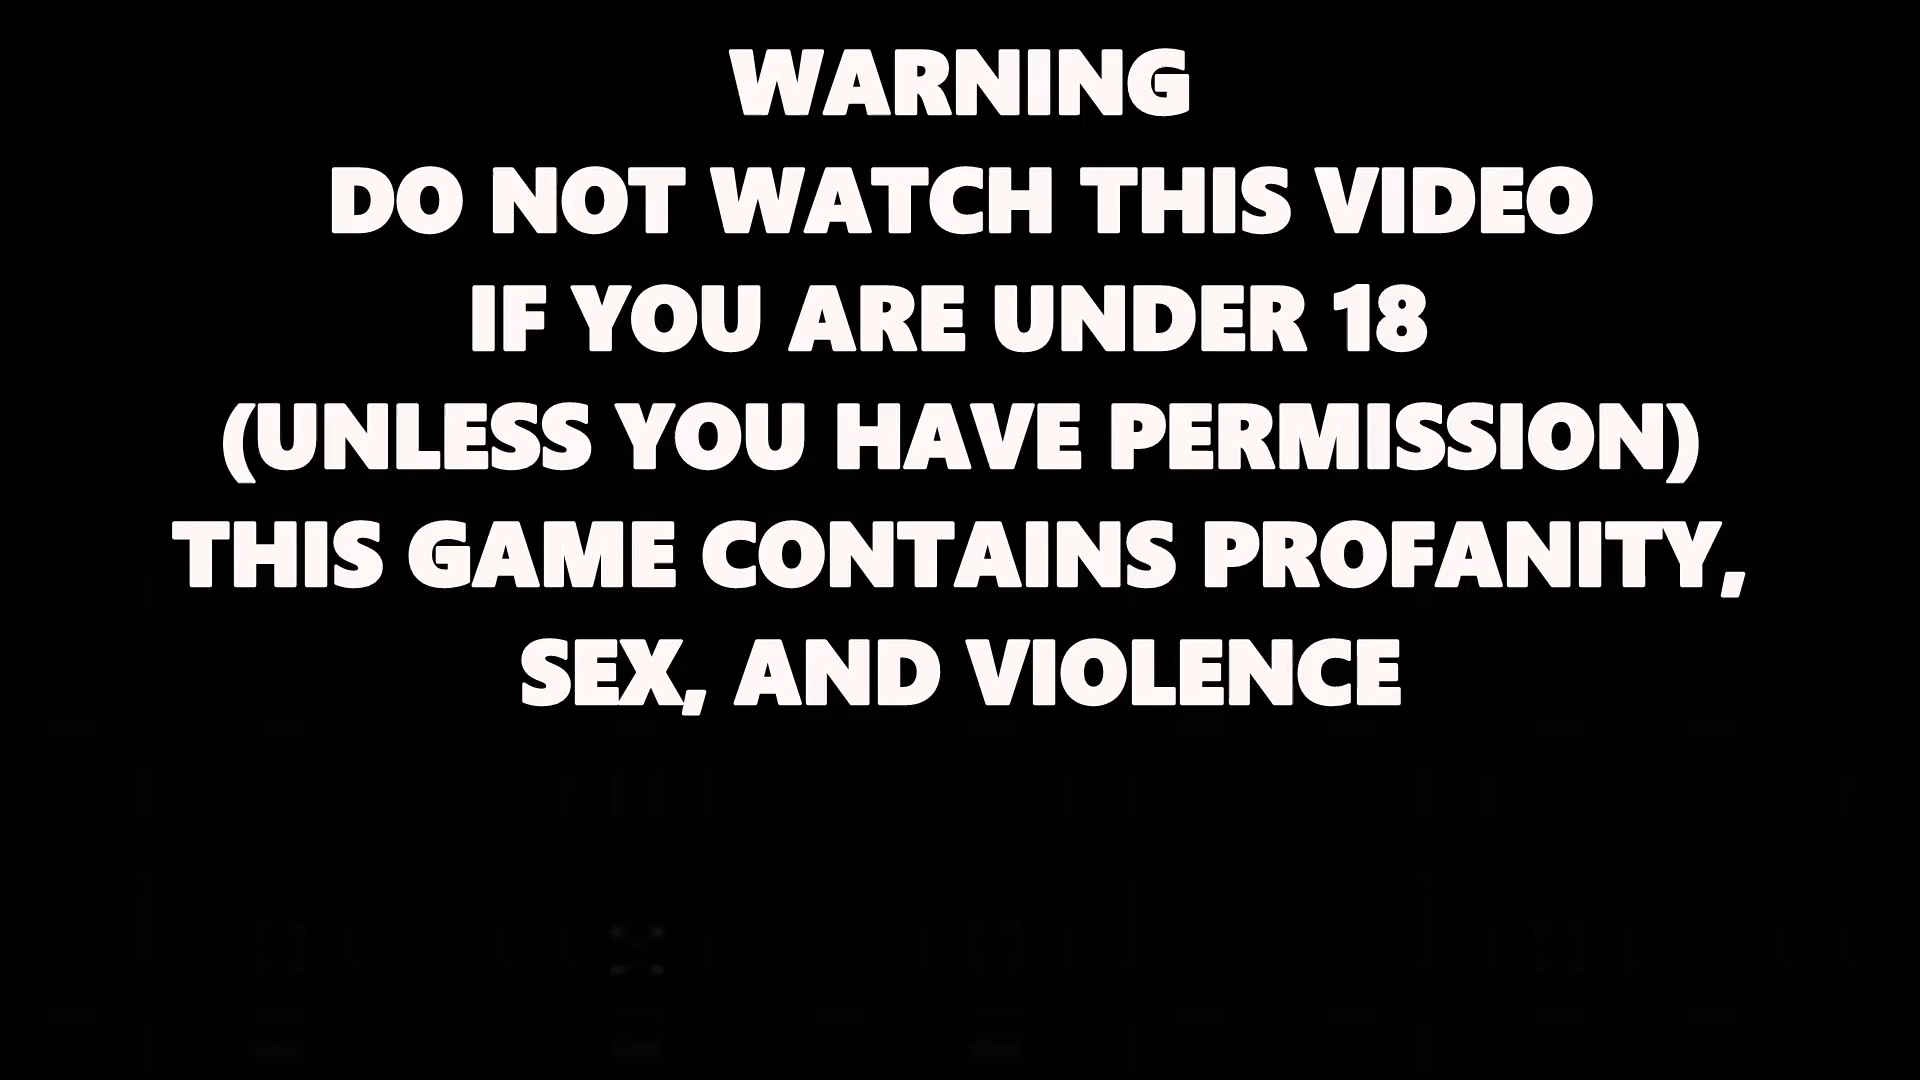 WARNING
DO NOT WATCH THIS VIDEO
IF YOU ARE UNDER 18
(UNLESS YOU HAVE PERMISSION)
THIS GAME CONTAINS PROFANITY,
SEX, AND VIOLENCE